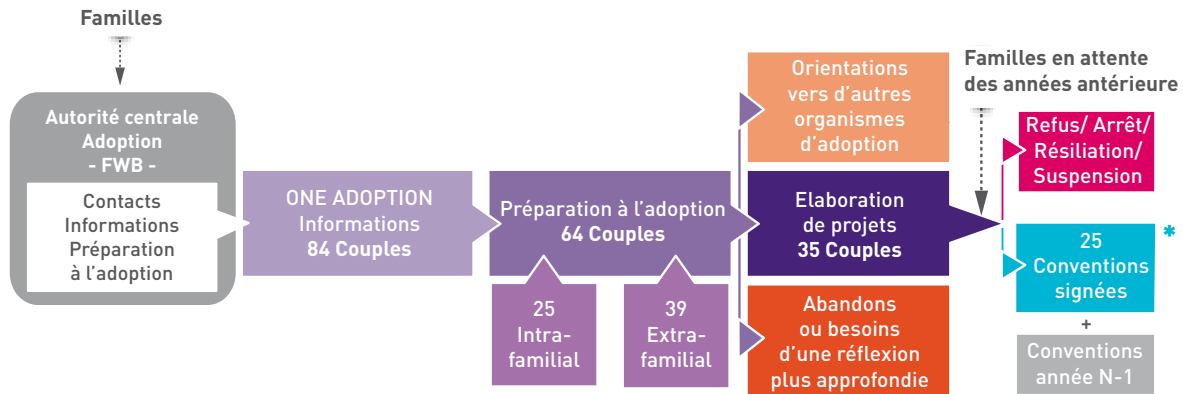 Familles
Autorité centrale
Adoption
- FWB -
Contacts
Informations
Préparation
à l'adoption
ONE ADOPTION
Informations
84 Couples
Préparation à l'adoption
64 Couples
25
Intra-
familial
39
Extra-
familial
Orientations
vers d'autres
organismes
d'adoption
Elaboration
de projets
35 Couples
Abandons
ou besoins
d'une réflexion
plus approfondie
Familles en attente
des années antérieure
Refus/ Arrêt/
Résiliation/
Suspension
25
Conventions
signées
*
+
Conventions
année N-1